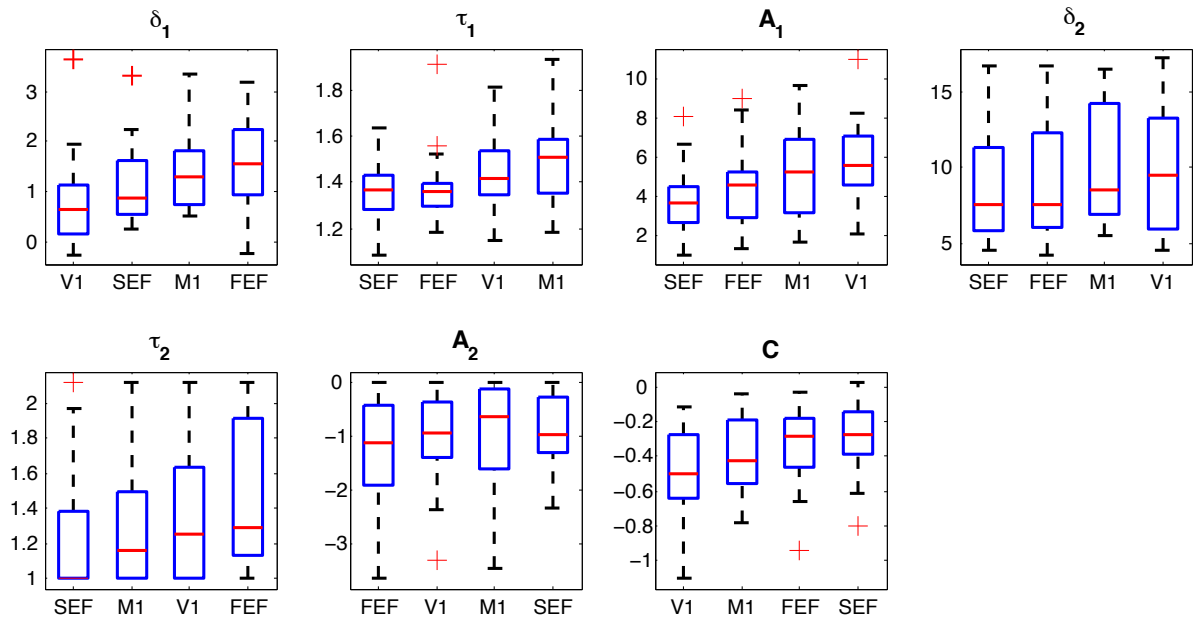 δ1 τ1 A1 δ2
3 2 1 0
V1 SEF M1 FEF
1.8 1.6 1.4 1.2
SEF FEF V1 M1
10 8 6 4 2
SEF FEF M1 V1
15 10 5
SEF FEF M1 V1
τ2 A2 C
2 1.8 1.6 1.4 1.2 1
SEF M1 V1 FEF
0 −1 −2 −3
FEF V1 M1 SEF
0 −0.2 −0.4 −0.6 −0.8 −1
V1 M1 FEF SEF